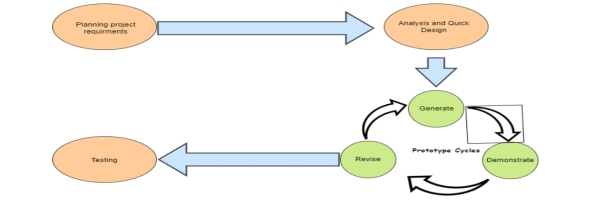 Planning project
requirments
Analysis and Quick
Design
Generate
Prototype Cycles
Demonstrate
Revise
Testing